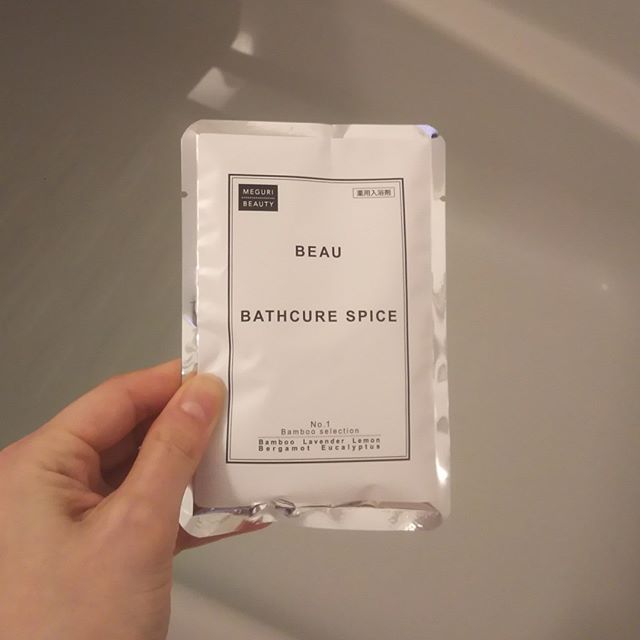 MEGURI
BEAUTY
薬用入浴剤
BEAU
BATHCURE SPICE
No.1
Bamboo selection
Bamboo Lavender Lemon
Bergamot Eucalyptus